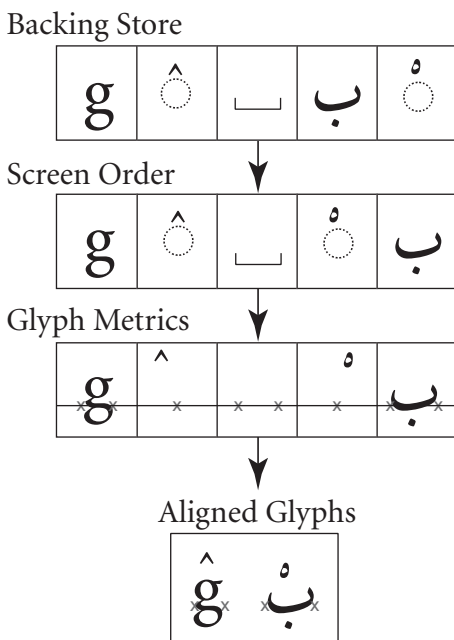 Backing Store
g ◌̂ ⎵ ب ◌ْ
Screen Order
g ◌̂ ⎵ ◌ْ ب
Glyph Metrics
g ̂ ْ ب
x x x x x x x x
Aligned Glyphs
ĝ بْ
x x x x